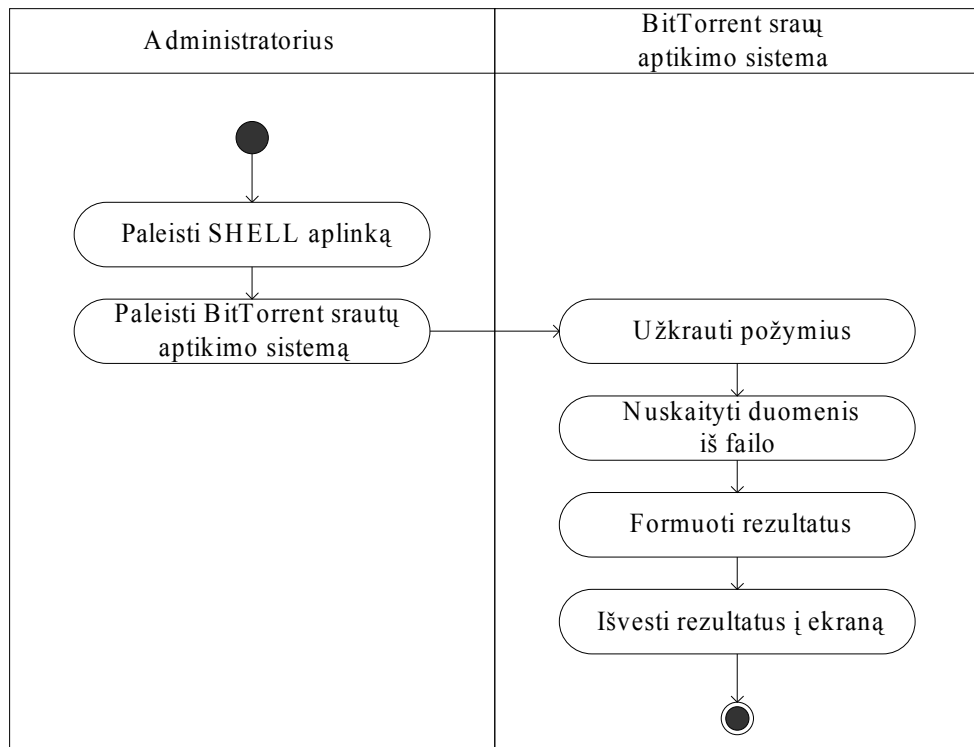 Administratorius
BitTorrent sraų
aptikimo sistema
Paleisti SHELL aplinką
Paleisti BitTorrent srautų
aptikimo sistemą
Užkrauti požymius
Nuskaityti duomenis
iš failo
Formuoti rezultatus
Išvesti rezultatus į ekraną